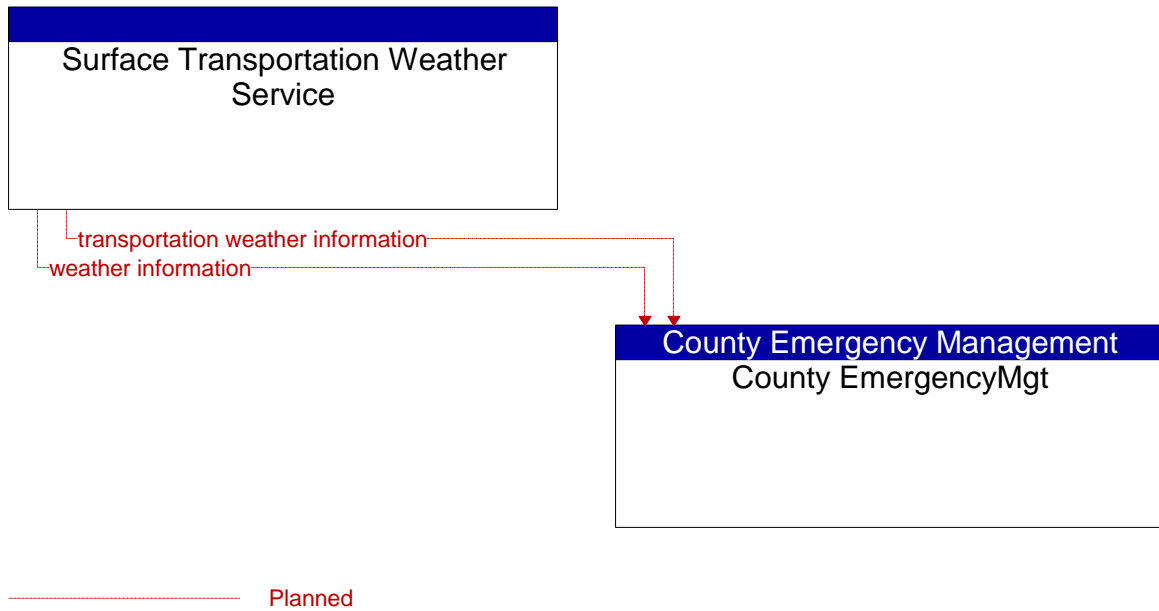 Surface Transportation Weather
Service
transportation weather information
weather information
County Emergency Management
County EmergencyMgt
Planned